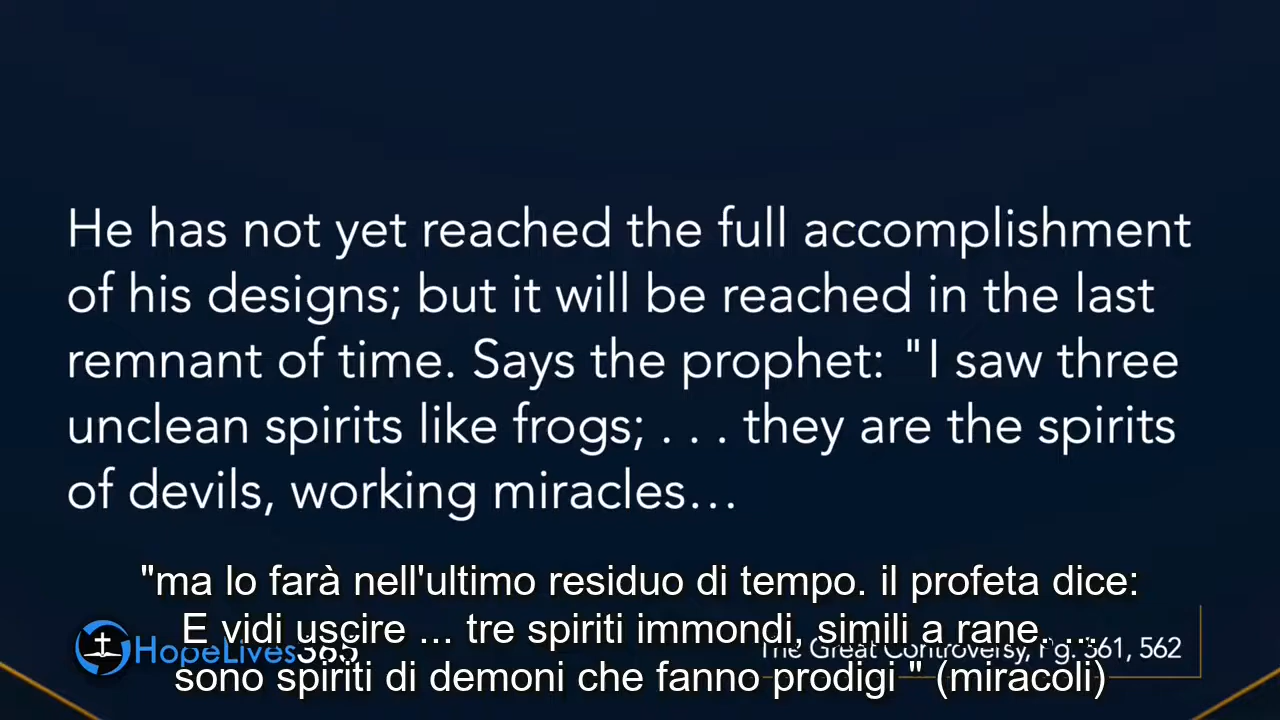 He has not yet reached the full accomplishment
of his designs; but it will be reached in the last
remnant of time. Says the prophet: "I saw three
unclean spirits like frogs; . . . they are the spirits
of devils, working miracles...
"ma lo farà nell'ultimo residuo di tempo. il profeta dice:
E vidi uscire ... tre spiriti immondi, simili a rane. ...
sono spiriti di demoni che fanno prodigi " (miracoli)
HopeLives365
The Great Controversy, Pg. 361, 562